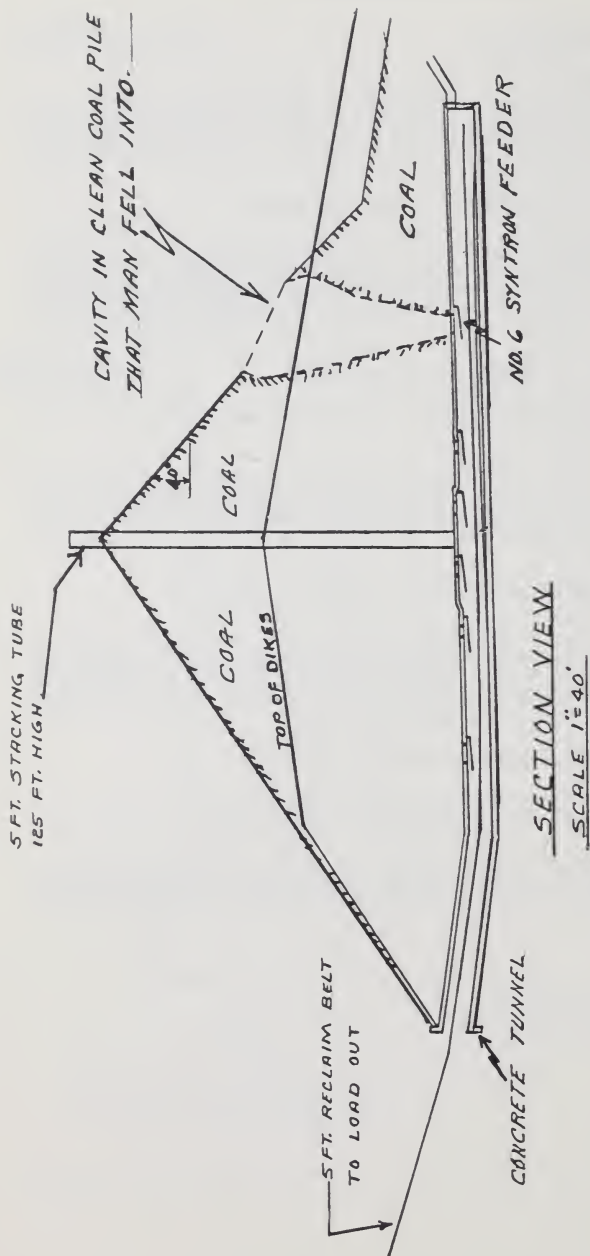 5 FT. STACKING TUBE
125 FT. HIGH
CAVITY IN CLEAN COAL PILE
THAT MAN FELL INTO.
40°
COAL
COAL
TOP OF DIKES
COAL
5 FT. RECLAIM BELT
TO LOAD OUT
NO. 6 SYNTRON FEEDER
CONCRETE TUNNEL
SECTION VIEW
SCALE 1"=40'